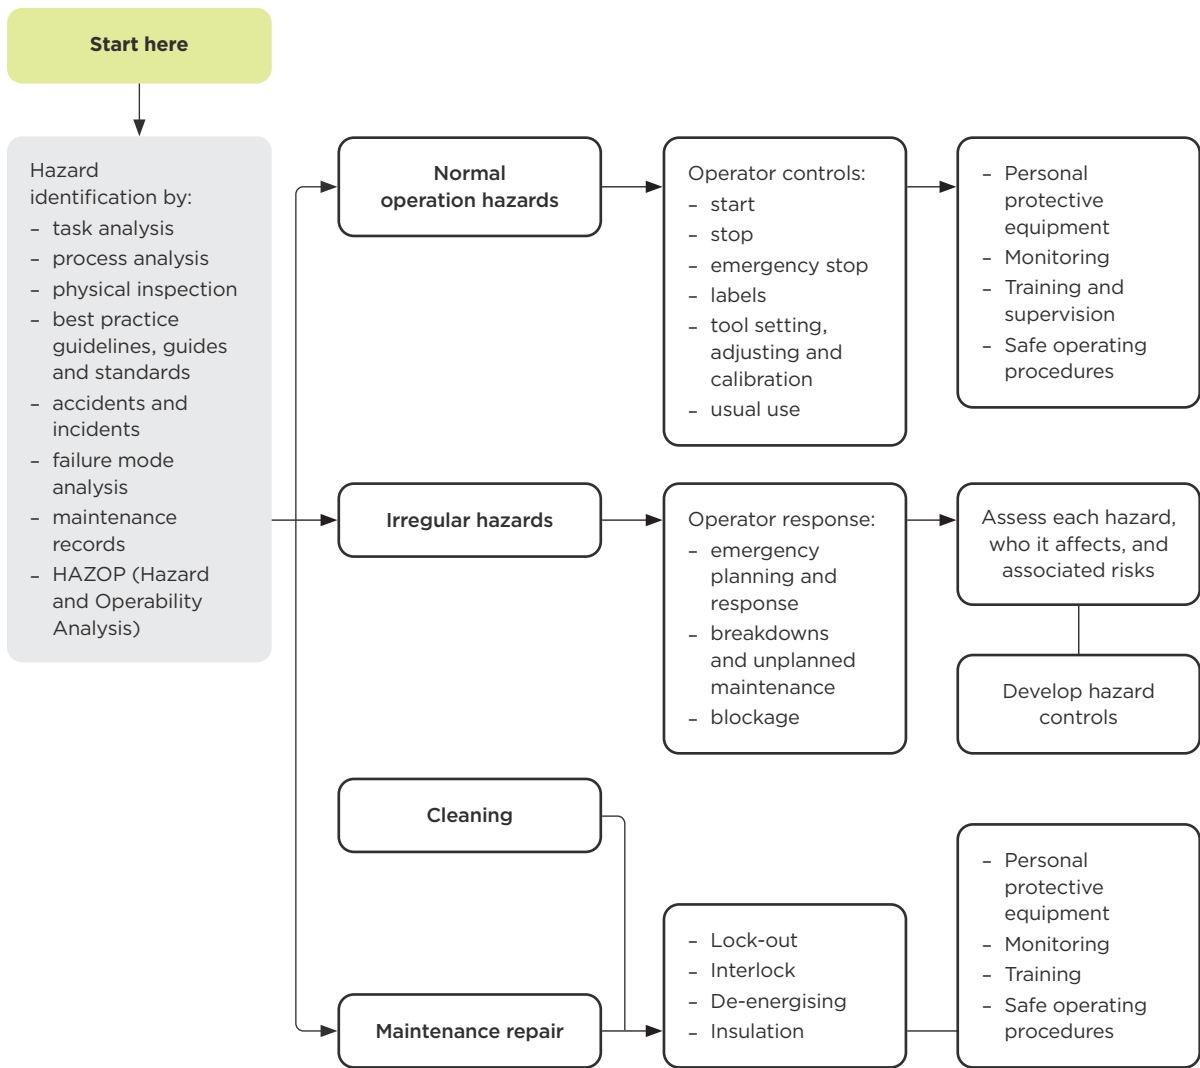 Start here
Hazard
identification by:
– task analysis
– process analysis
– physical inspection
– best practice
guidelines, guides
and standards
– accidents and
incidents
– failure mode
analysis
– maintenance
records
– HAZOP (Hazard
and Operability
Analysis)
Normal
operation hazards
Operator controls:
– start
– stop
– emergency stop
– labels
– tool setting,
adjusting and
calibration
– usual use
– Personal
protective
equipment
– Monitoring
– Training and
supervision
– Safe operating
procedures
Irregular hazards
Operator response:
– emergency
planning and
response
– breakdowns
and unplanned
maintenance
– blockage
Assess each hazard,
who it affects, and
associated risks
Develop hazard
controls
Cleaning
Maintenance repair
– Lock-out
– Interlock
– De-energising
– Insulation
– Personal
protective
equipment
– Monitoring
– Training
– Safe operating
procedures